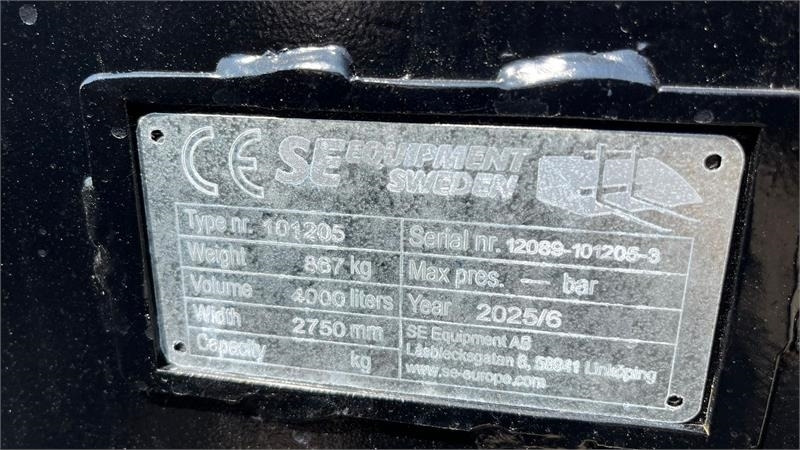 CE SE EQUIPMENT
SWEDEN
Type nr. 101205
Weight 867 kg
Volume 4000 liters
Width 2750 mm
Capacity kg
Serial nr. 12089-101205-3
Max pres. — bar
Year 2025/6
SE Equipment AB
Låsblecksgatan 8, 58941 Linköping
www.se-europe.com